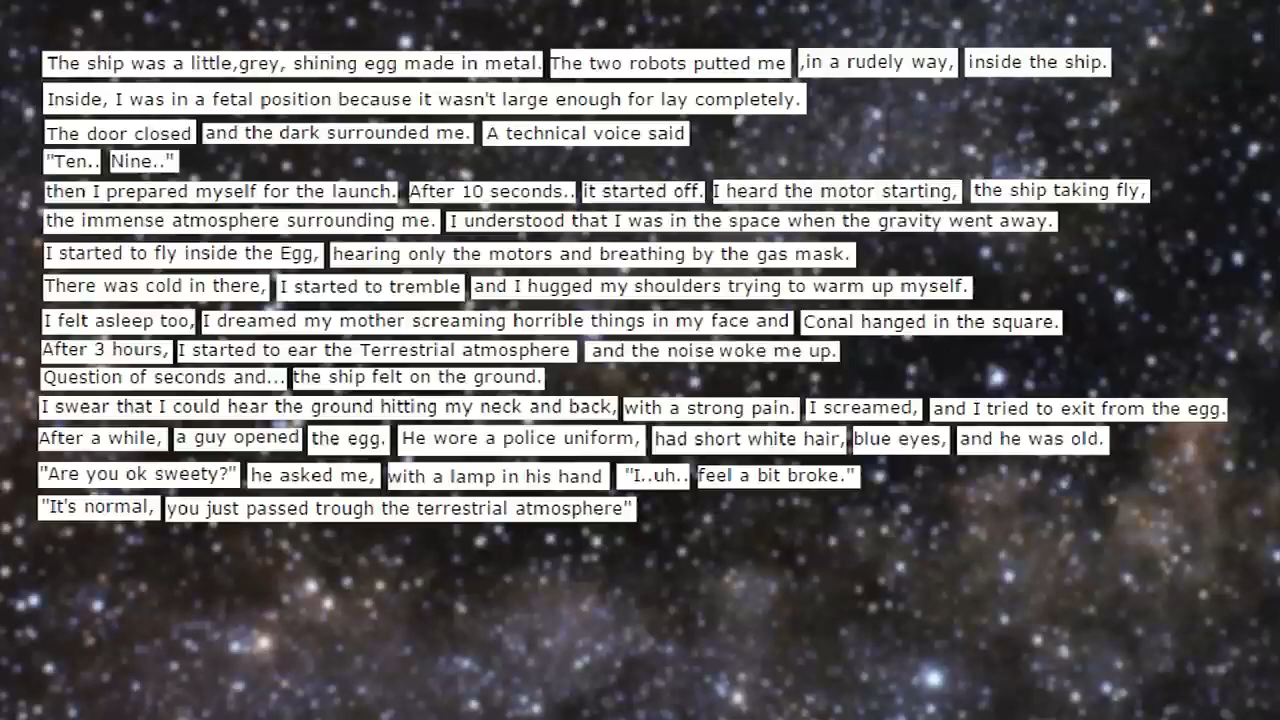 The ship was a little,grey, shining egg made in metal. The two robots putted me ,in a rudely way, inside the ship.
Inside, I was in a fetal position because it wasn't large enough for lay completely.
The door closed and the dark surrounded me. A technical voice said
"Ten.. Nine.."
then I prepared myself for the launch. After 10 seconds.. it started off. I heard the motor starting, the ship taking fly,
the immense atmosphere surrounding me. I understood that I was in the space when the gravity went away.
I started to fly inside the Egg, hearing only the motors and breathing by the gas mask.
There was cold in there, I started to tremble and I hugged my shoulders trying to warm up myself.
I felt asleep too, I dreamed my mother screaming horrible things in my face and Conal hanged in the square.
After 3 hours, I started to ear the Terrestrial atmosphere and the noise woke me up.
Question of seconds and... the ship felt on the ground.
I swear that I could hear the ground hitting my neck and back, with a strong pain. I screamed, and I tried to exit from the egg.
After a while, a guy opened the egg. He wore a police uniform, had short white hair, blue eyes, and he was old.
"Are you ok sweety?" he asked me, with a lamp in his hand "I..uh.. feel a bit broke."
"It's normal, you just passed trough the terrestrial atmosphere"